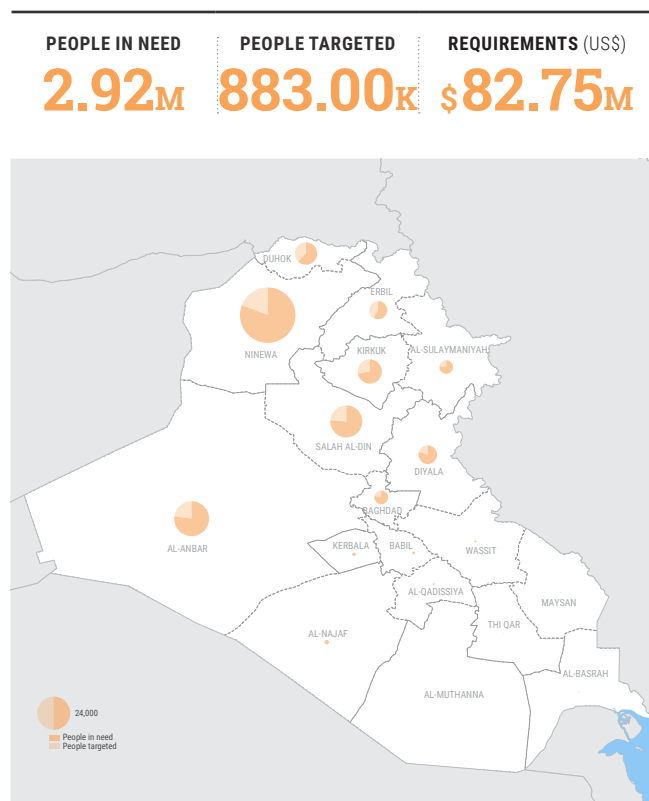 PEOPLE IN NEED
2.92M
PEOPLE TARGETED
883.00K
REQUIREMENTS (US$)
$82.75M
DUHOK
ERBIL
NINEWA
KIRKUK
AL-SULAYMANIYAH
SALAH AL-DIN
DIYALA
BAGHDAD
AL-ANBAR
KERBALA
BABIL
WASSIT
AL-QADISSIYA
MAYSAN
THI QAR
AL-NAJAF
AL-BASRAH
AL-MUTHANNA
24,000
People in need
People targeted